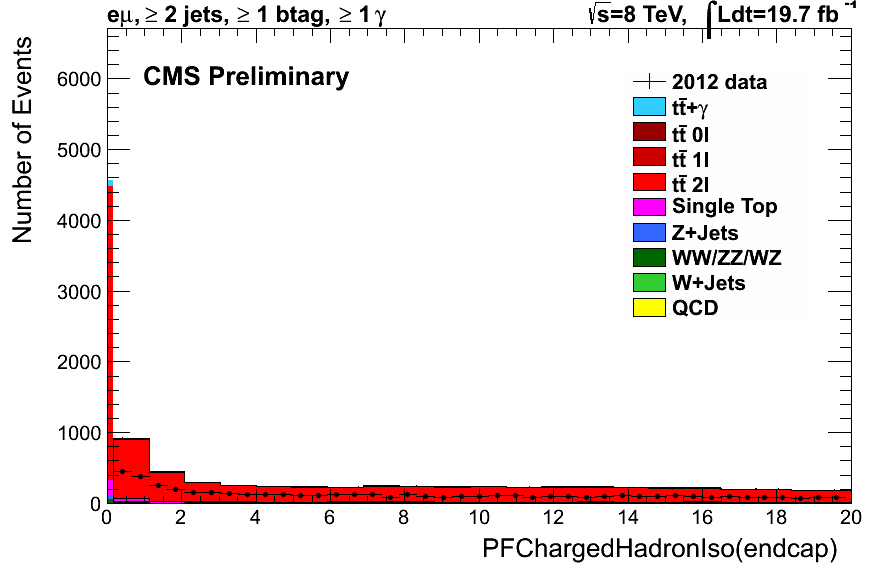 eμ, ≥ 2 jets, ≥ 1 btag, ≥ 1 γ
√s=8 TeV, ∫Ldt=19.7 fb⁻¹
CMS Preliminary
2012 data
tt̄+γ
tt̄ 0l
tt̄ 1l
tt̄ 2l
Single Top
Z+Jets
WW/ZZ/WZ
W+Jets
QCD
Number of Events
6000
5000
4000
3000
2000
1000
0
0 2 4 6 8 10 12 14 16 18 20
PFChargedHadronIso(endcap)